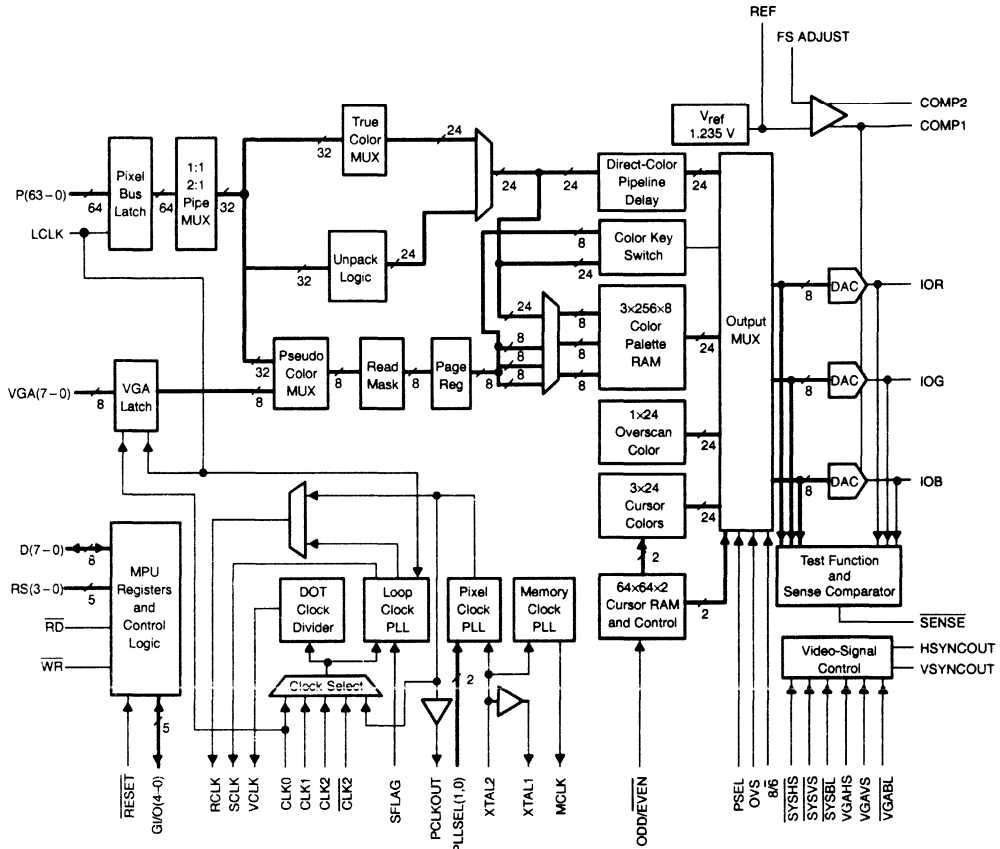 REF
FS ADJUST
COMP2
COMP1
Vref
1.235 V
True
Color
MUX
32
24
24
24
Direct-Color
Pipeline
Delay
24
P(63–0)
64
Pixel
Bus
Latch
64
1:1
2:1
Pipe
MUX
32
LCLK
Unpack
Logic
32
24
8
24
Color Key
Switch
Output
MUX
24
8
8
8
8
8
8
3×256×8
Color
Palette
RAM
24
8
DAC
IOR
8
DAC
IOG
8
DAC
IOB
VGA(7–0)
8
VGA
Latch
32
8
Pseudo
Color
MUX
8
Read
Mask
8
Page
Reg
8
1×24
Overscan
Color
24
3×24
Cursor
Colors
24
2
64×64×2
Cursor RAM
and Control
2
Test Function
and
Sense Comparator
SENSE
Video-Signal
Control
HSYNCOUT
VSYNCOUT
D(7–0)
8
RS(3–0)
5
RD
WR
MPU
Registers
and
Control
Logic
5
DOT
Clock
Divider
Loop
Clock
PLL
Pixel
Clock
PLL
Memory
Clock
PLL
Clock Select
2
RESET
GI/O(4–0)
RCLK
SCLK
VCLK
CLK0
CLK1
CLK2
CLK2
SFLAG
PCLKOUT
PLLSEL(1,0)
XTAL2
XTAL1
MCLK
ODD/EVEN
PSEL
OVS
8/6
SYSHS
SYSVS
SYSBL
VGAHS
VGAVS
VGABL